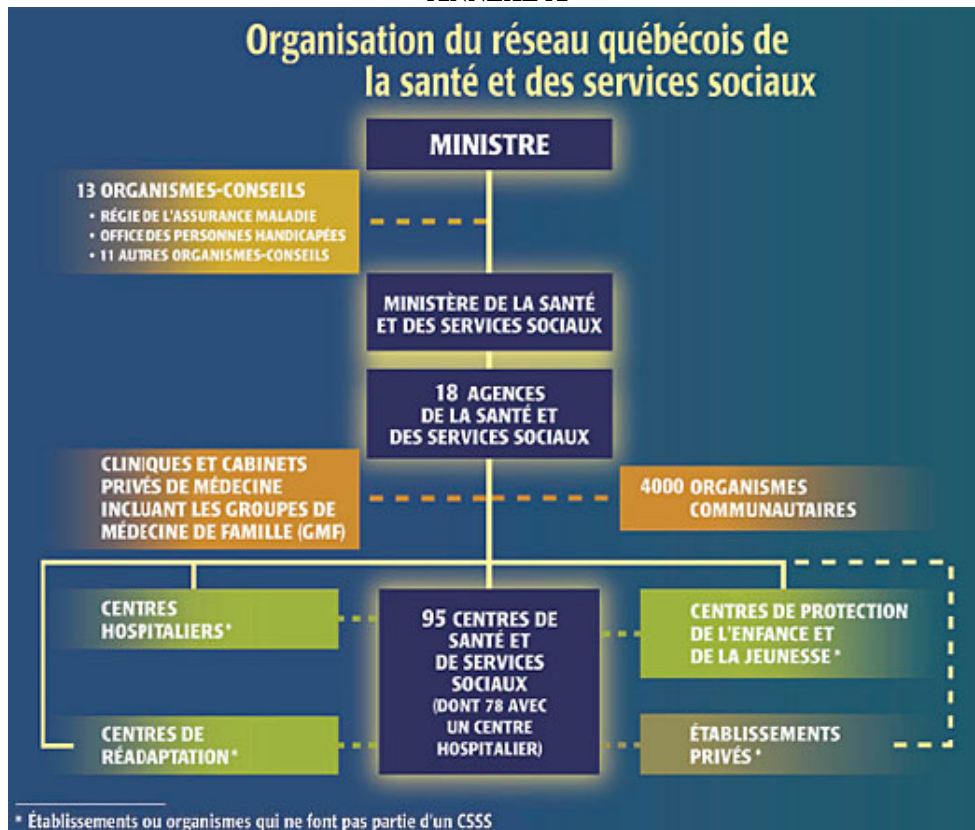 Organisation du réseau québécois de
la santé et des services sociaux
MINISTRE
13 ORGANISMES-CONSEILS
• RÉGIE DE L'ASSURANCE MALADIE
• OFFICE DES PERSONNES HANDICAPÉES
• 11 AUTRES ORGANISMES-CONSEILS
MINISTÈRE DE LA SANTÉ
ET DES SERVICES SOCIAUX
18 AGENCES
DE LA SANTÉ ET
DES SERVICES SOCIAUX
CLINIQUES ET CABINETS
PRIVÉS DE MÉDECINE
INCLUANT LES GROUPES DE
MÉDECINE DE FAMILLE (GMF)
4000 ORGANISMES
COMMUNAUTAIRES
CENTRES
HOSPITALIERS*
95 CENTRES DE
SANTÉ ET
DE SERVICES
SOCIAUX
(DONT 78 AVEC
UN CENTRE
HOSPITALIER)
CENTRES DE PROTECTION
DE L'ENFANCE ET
DE LA JEUNESSE*
CENTRES DE
RÉADAPTATION*
ÉTABLISSEMENTS
PRIVÉS*
* Établissements ou organismes qui ne font pas partie d'un CSSS